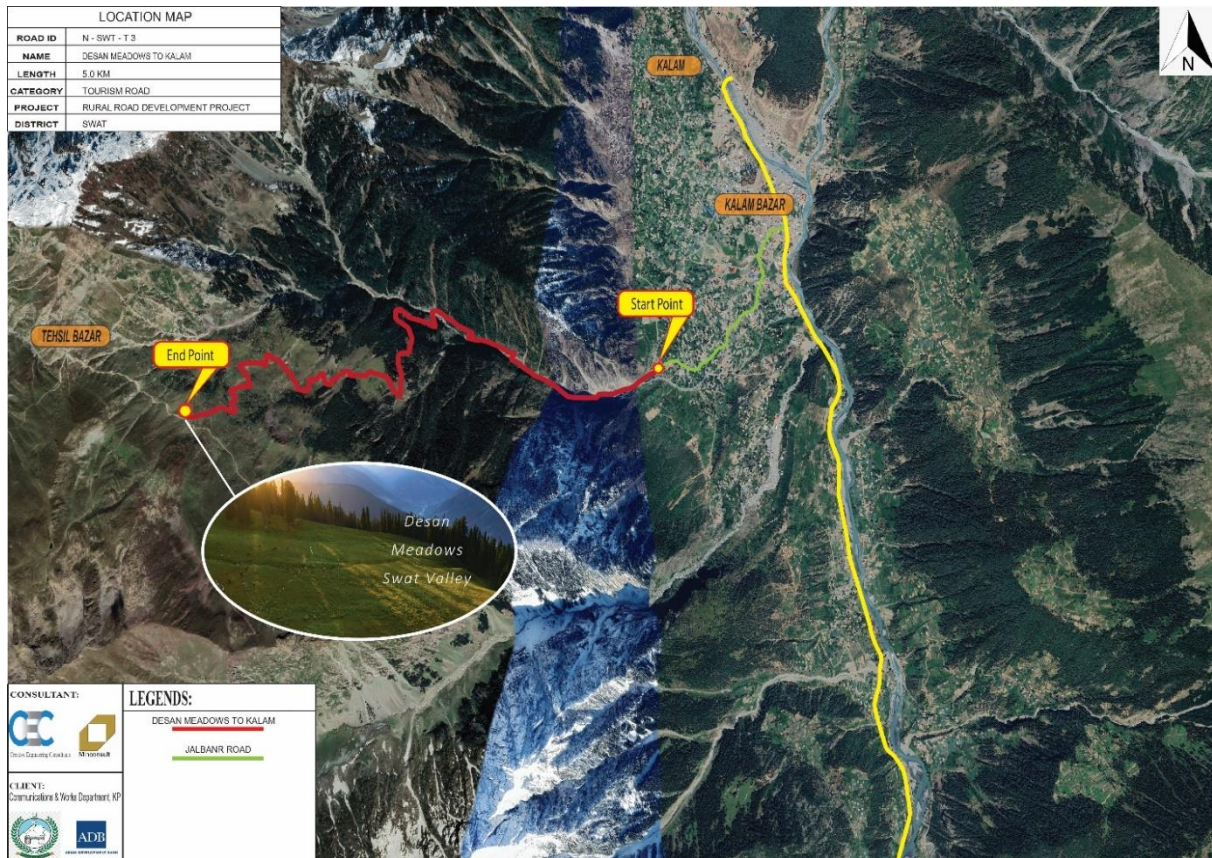 LOCATION MAP
ROAD ID N - SWT - T 3
NAME DESAN MEADOWS TO KALAM
LENGTH 5.0 KM
CATEGORY TOURISM ROAD
PROJECT RURAL ROAD DEVELOPMENT PROJECT
DISTRICT SWAT
N
KALAM
KALAM BAZAR
Start Point
TEHSIL BAZAR
End Point
Desan
Meadows
Swat Valley
CONSULTANT:
CEC
Minconsult
CLIENT:
Communications & Works Department, KP
ADB
LEGENDS:
DESAN MEADOWS TO KALAM
JALBANR ROAD